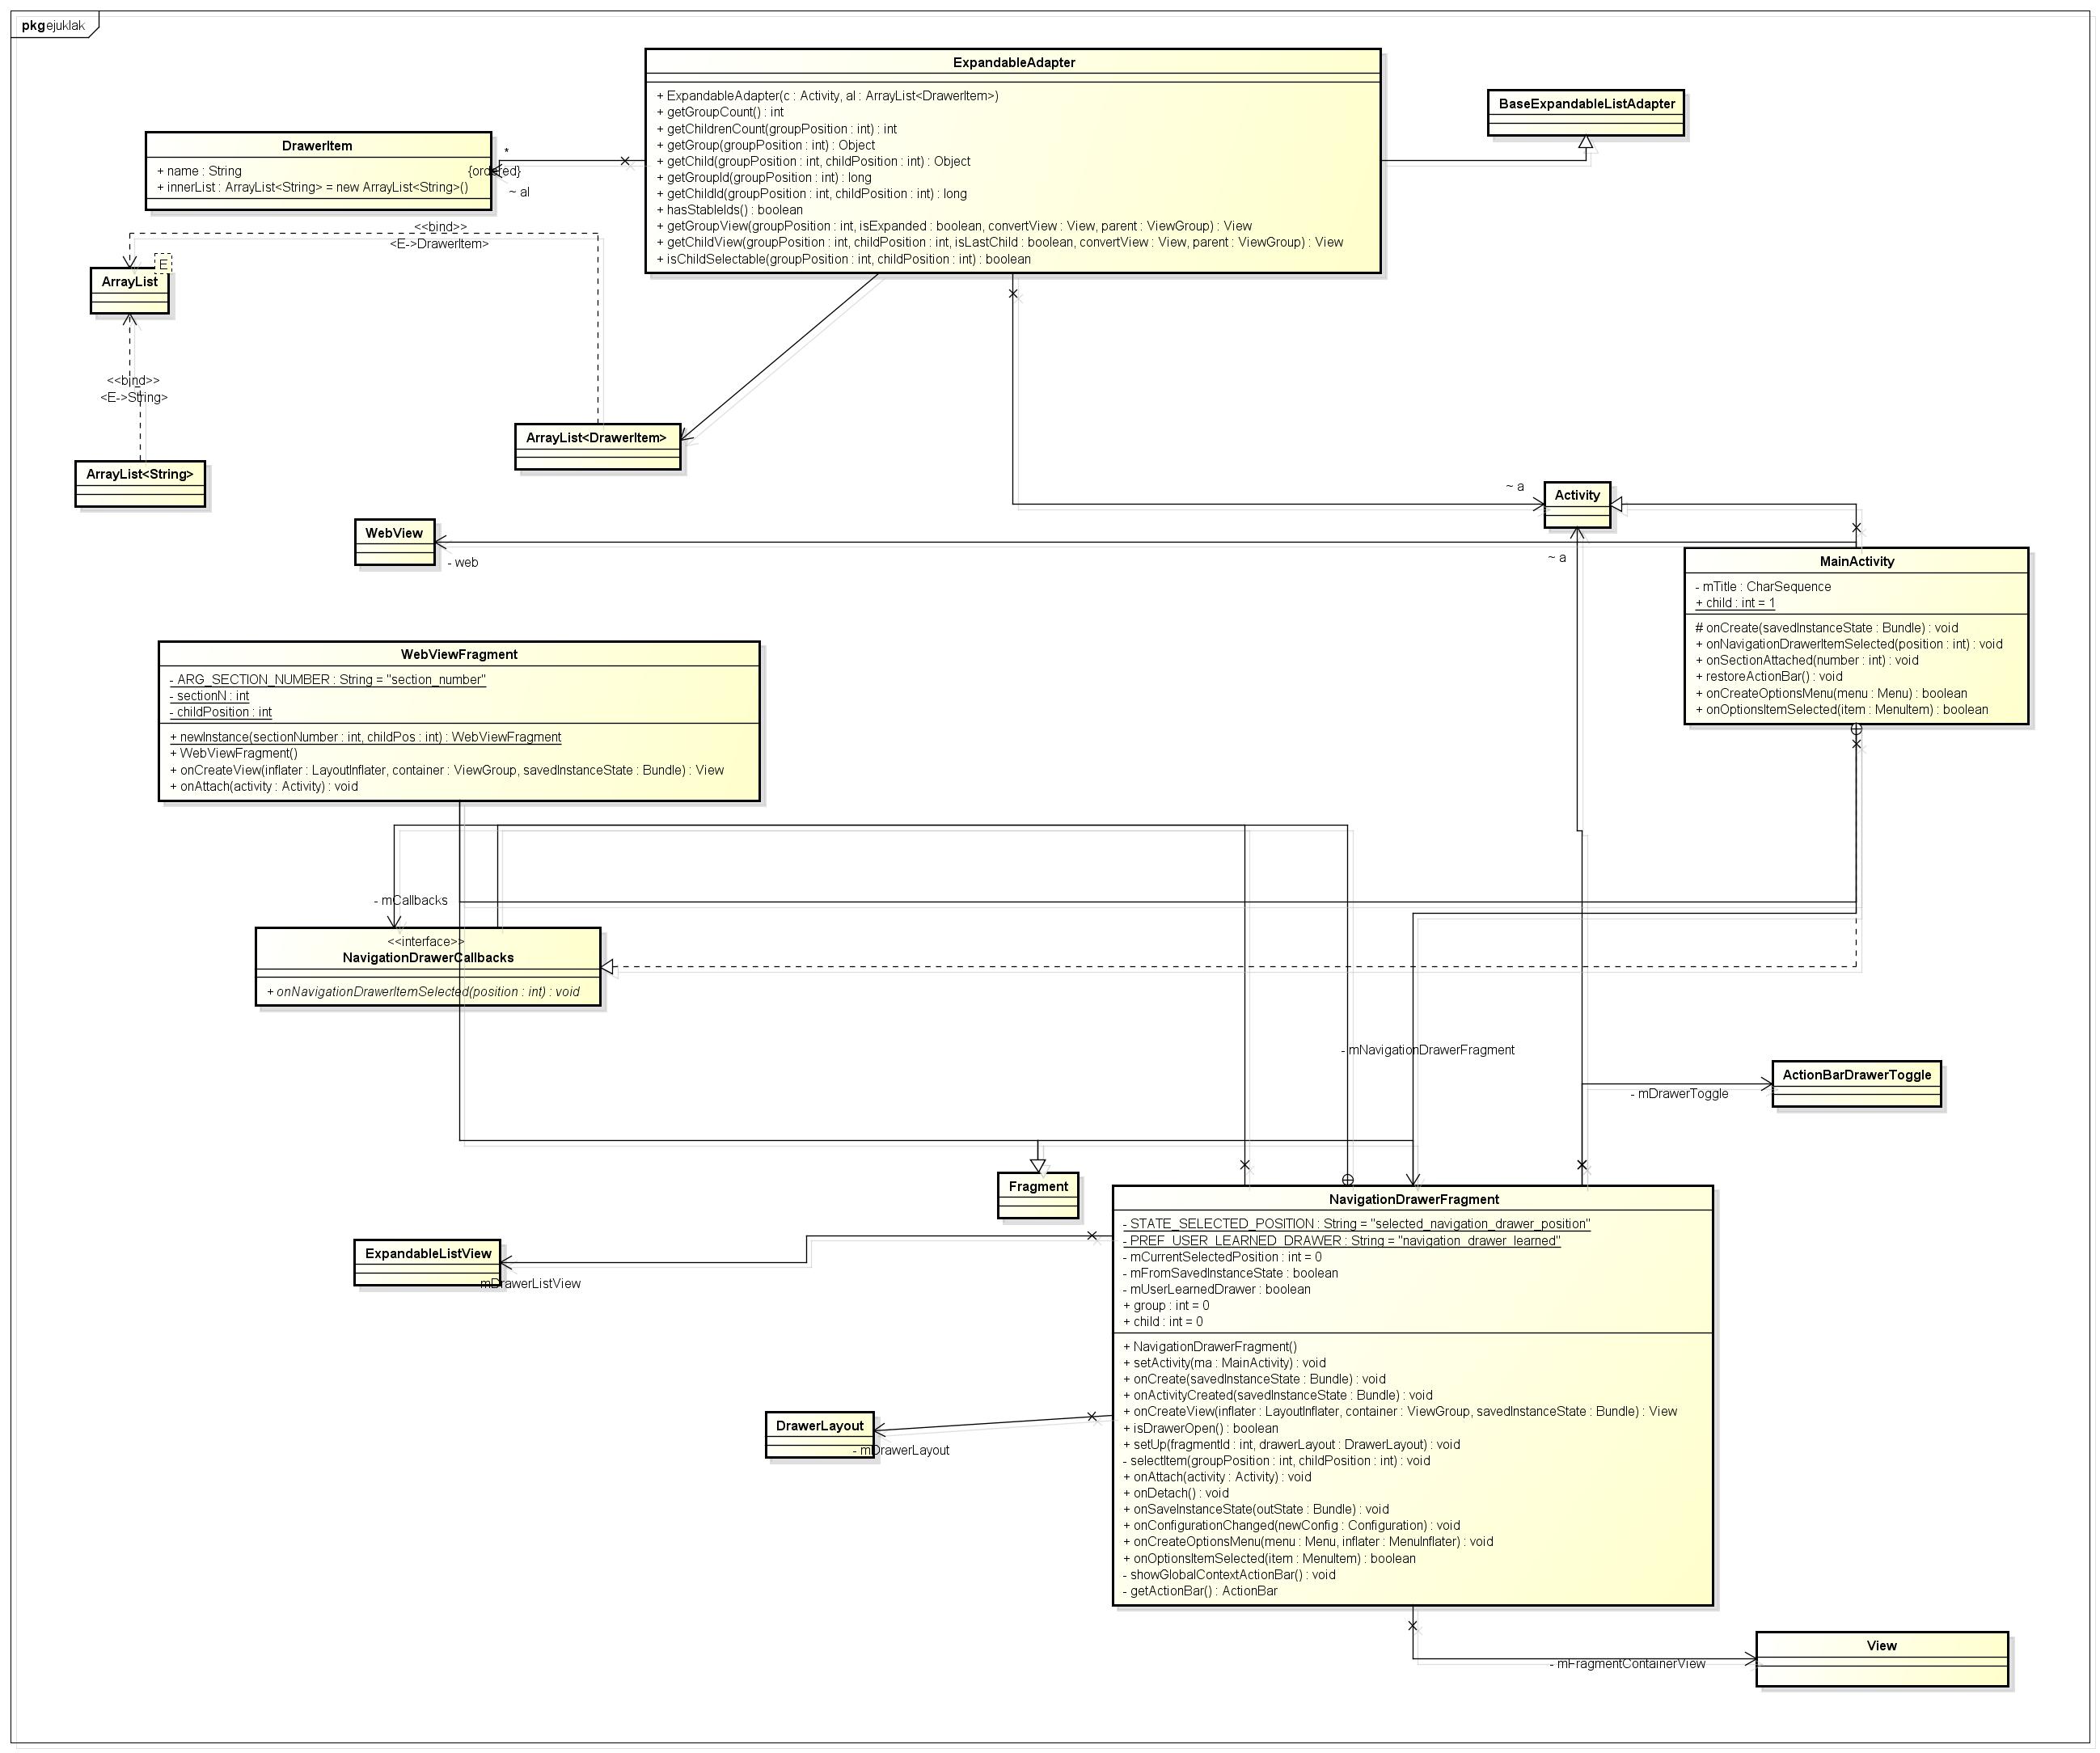 pkg ejuklak
ExpandableAdapter
+ ExpandableAdapter(c : Activity, al : ArrayList<DrawerItem>)
+ getGroupCount() : int
+ getChildrenCount(groupPosition : int) : int
+ getGroup(groupPosition : int) : Object
+ getChild(groupPosition : int, childPosition : int) : Object
+ getGroupId(groupPosition : int) : long
+ getChildId(groupPosition : int, childPosition : int) : long
+ hasStableIds() : boolean
+ getGroupView(groupPosition : int, isExpanded : boolean, convertView : View, parent : ViewGroup) : View
+ getChildView(groupPosition : int, childPosition : int, isLastChild : boolean, convertView : View, parent : ViewGroup) : View
+ isChildSelectable(groupPosition : int, childPosition : int) : boolean
BaseExpandableListAdapter
DrawerItem
+ name : String
+ innerList : ArrayList<String> = new ArrayList<String>()
*
{ordered}
~ al
<<bind>>
<E->DrawerItem>
E
ArrayList
<<bind>>
<E->String>
ArrayList<DrawerItem>
ArrayList<String>
~ a
Activity
WebView
- web
~ a
MainActivity
- mTitle : CharSequence
+ child : int = 1
# onCreate(savedInstanceState : Bundle) : void
+ onNavigationDrawerItemSelected(position : int) : void
+ onSectionAttached(number : int) : void
+ restoreActionBar() : void
+ onCreateOptionsMenu(menu : Menu) : boolean
+ onOptionsItemSelected(item : MenuItem) : boolean
WebViewFragment
- ARG_SECTION_NUMBER : String = "section_number"
- sectionN : int
- childPosition : int
+ newInstance(sectionNumber : int, childPos : int) : WebViewFragment
+ WebViewFragment()
+ onCreateView(inflater : LayoutInflater, container : ViewGroup, savedInstanceState : Bundle) : View
+ onAttach(activity : Activity) : void
- mCallbacks
<<interface>>
NavigationDrawerCallbacks
+ onNavigationDrawerItemSelected(position : int) : void
- mNavigationDrawerFragment
ActionBarDrawerToggle
- mDrawerToggle
Fragment
NavigationDrawerFragment
- STATE_SELECTED_POSITION : String = "selected_navigation_drawer_position"
- PREF_USER_LEARNED_DRAWER : String = "navigation_drawer_learned"
- mCurrentSelectedPosition : int = 0
- mFromSavedInstanceState : boolean
- mUserLearnedDrawer : boolean
+ group : int = 0
+ child : int = 0
+ NavigationDrawerFragment()
+ setActivity(ma : MainActivity) : void
+ onCreate(savedInstanceState : Bundle) : void
+ onActivityCreated(savedInstanceState : Bundle) : void
+ onCreateView(inflater : LayoutInflater, container : ViewGroup, savedInstanceState : Bundle) : View
+ isDrawerOpen() : boolean
+ setUp(fragmentId : int, drawerLayout : DrawerLayout) : void
- selectItem(groupPosition : int, childPosition : int) : void
+ onAttach(activity : Activity) : void
+ onDetach() : void
+ onSaveInstanceState(outState : Bundle) : void
+ onConfigurationChanged(newConfig : Configuration) : void
+ onCreateOptionsMenu(menu : Menu, inflater : MenuInflater) : void
+ onOptionsItemSelected(item : MenuItem) : boolean
- showGlobalContextActionBar() : void
- getActionBar() : ActionBar
ExpandableListView
mDrawerListView
DrawerLayout
- mDrawerLayout
View
- mFragmentContainerView